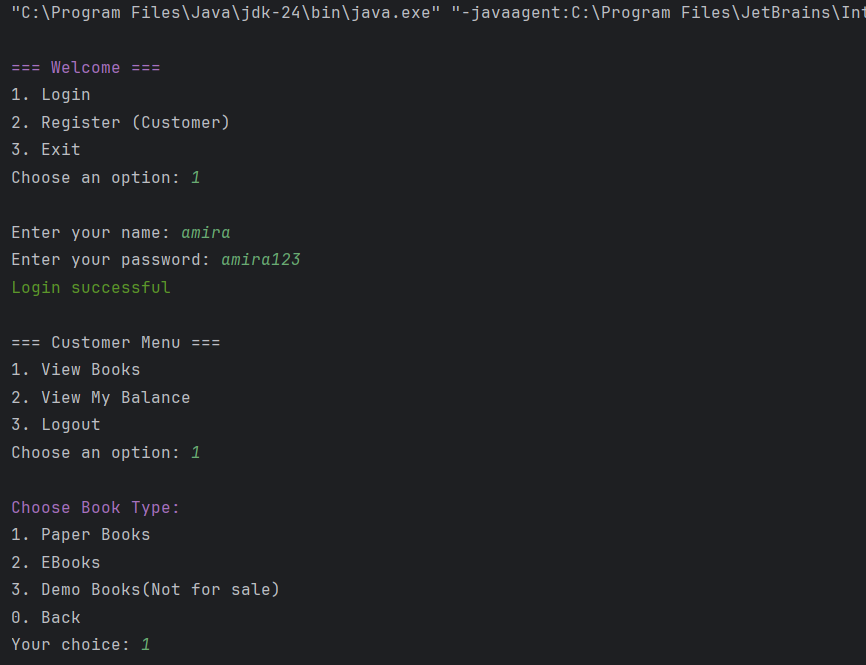 "C:\Program Files\Java\jdk-24\bin\java.exe" "-javaagent:C:\Program Files\JetBrains\Int
=== Welcome ===
1. Login
2. Register (Customer)
3. Exit
Choose an option: 1
Enter your name: amira
Enter your password: amira123
Login successful
=== Customer Menu ===
1. View Books
2. View My Balance
3. Logout
Choose an option: 1
Choose Book Type:
1. Paper Books
2. EBooks
3. Demo Books(Not for sale)
0. Back
Your choice: 1